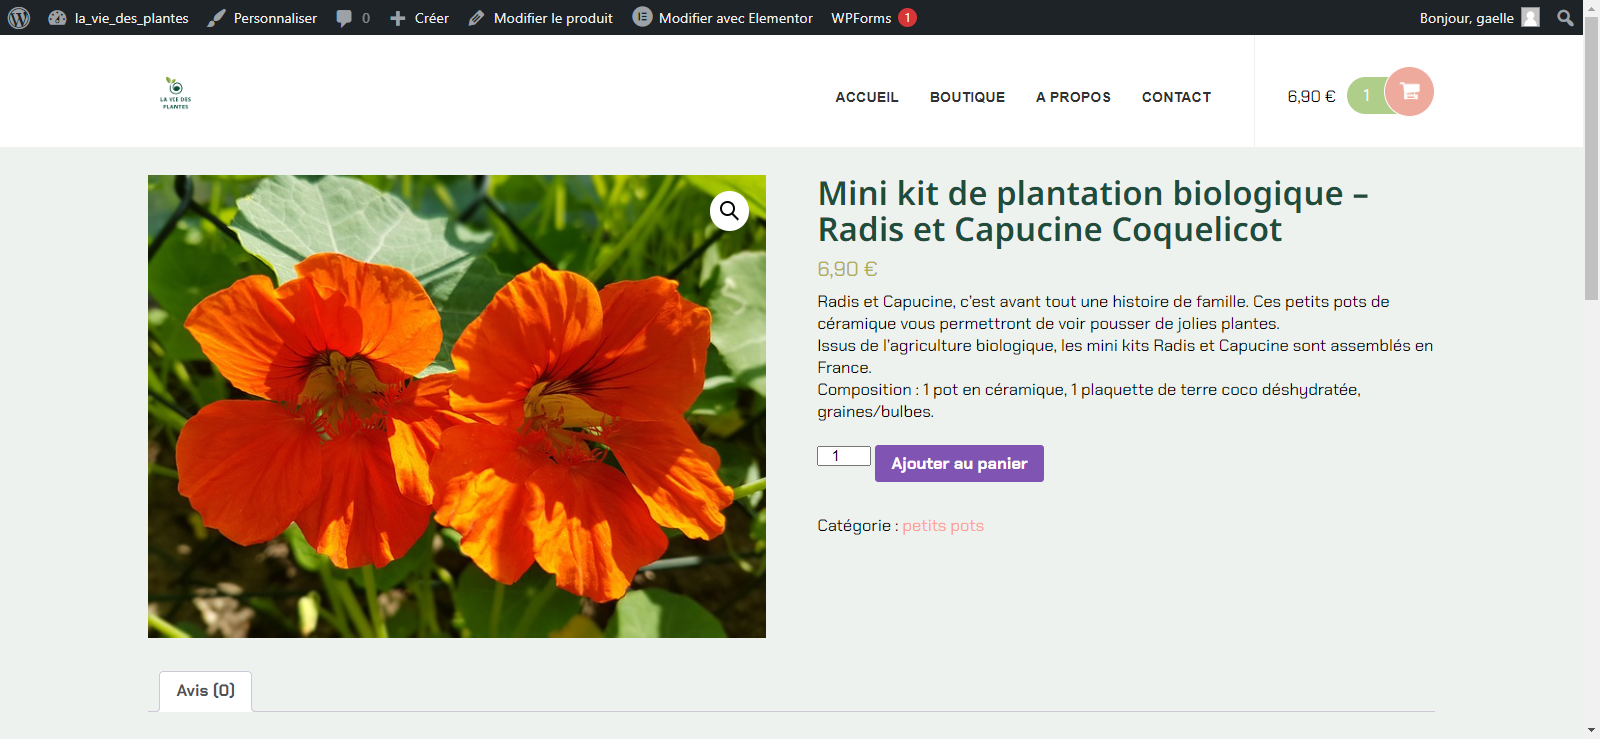 la_vie_des_plantes Personnaliser 0 Créer Modifier le produit Modifier avec Elementor WPForms 1 Bonjour, gaelle
LA VIE DES
PLANTES
ACCUEIL BOUTIQUE A PROPOS CONTACT 6,90 € 1
Mini kit de plantation biologique –
Radis et Capucine Coquelicot
6,90 €
Radis et Capucine, c'est avant tout une histoire de famille. Ces petits pots de
céramique vous permettront de voir pousser de jolies plantes.
Issus de l'agriculture biologique, les mini kits Radis et Capucine sont assemblés en
France.
Composition : 1 pot en céramique, 1 plaquette de terre coco déshydratée,
graines/bulbes.
1 Ajouter au panier
Catégorie : petits pots
Avis (0)